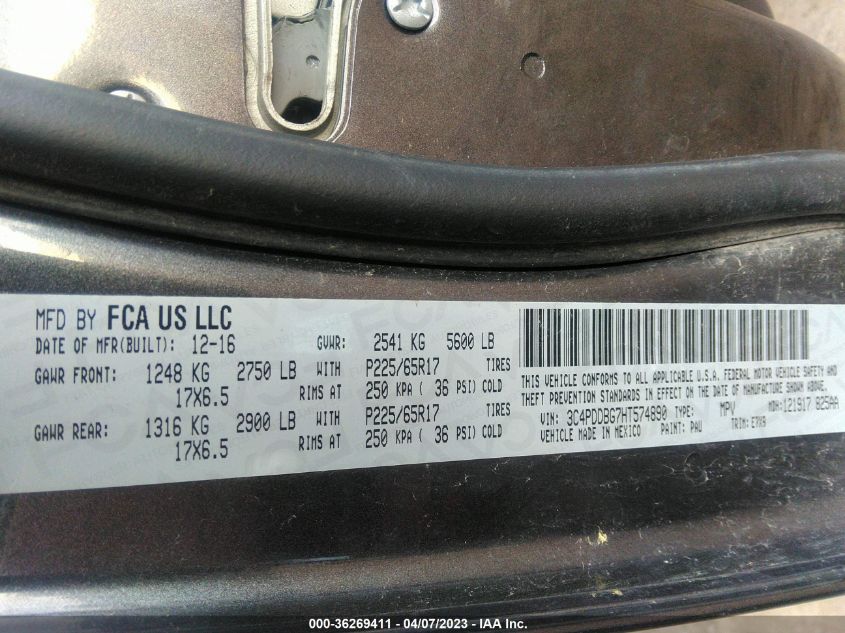 MFD BY FCA US LLC
DATE OF MFR(BUILT): 12-16 GVWR: 2541 KG 5600 LB
GAWR FRONT: 1248 KG 2750 LB WITH P225/65R17 TIRES
17X6.5 RIMS AT 250 KPA ( 36 PSI) COLD
GAWR REAR: 1316 KG 2900 LB WITH P225/65R17 TIRES
17X6.5 RIMS AT 250 KPA ( 36 PSI) COLD
THIS VEHICLE CONFORMS TO ALL APPLICABLE U.S.A. FEDERAL MOTOR VEHICLE SAFETY AND
THEFT PREVENTION STANDARDS IN EFFECT ON THE DATE OF MANUFACTURE SHOWN ABOVE.
VIN: 3C4PDDBG7HT574890 TYPE: MPV MDH: 121917 825AA
VEHICLE MADE IN MEXICO PAINT: PAU TRIM:
000-36269411 - 04/07/2023 - IAA Inc.